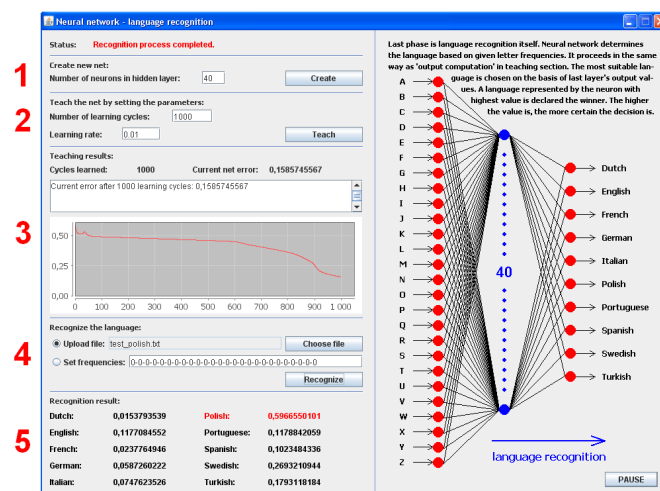 Neural network - language recognition
Status: Recognition process completed.
1
Create new net:
Number of neurons in hidden layer: 40 Create
2
Teach the net by setting the parameters:
Number of learning cycles: 1000
Learning rate: 0.01 Teach
Teaching results:
Cycles learned: 1000 Current net error: 0,1585745567
Current error after 1000 learning cycles: 0,1585745567
3
0,50
0,25
0,00
0 100 200 300 400 500 600 700 800 900 1 000
4
Recognize the language:
Upload file: test_polish.txt Choose file
Set frequencies: 0-0-0-0-0-0-0-0-0-0-0-0-0-0-0-0-0-0-0-0-0-0-0-0-0-0
Recognize
5
Recognition result:
Dutch: 0,0153793539 Polish: 0,5966550101
English: 0,1177084552 Portuguese: 0,1178842059
French: 0,0237764946 Spanish: 0,1023484336
German: 0,0587260222 Swedish: 0,2693210944
Italian: 0,0747623526 Turkish: 0,1793118184
Last phase is language recognition itself. Neural network determines
the language based on given letter frequencies. It proceeds in the same
way as 'output computation' in teaching section. The most suitable lan-
guage is chosen on the basis of last layer's output val-
ues. A language represented by the neuron with
highest value is declared the winner. The higher
the value is, the more certain the decision is.
A
B
C
D
E
F
G
H
I
J
K
L
M
N
O
P
Q
R
S
T
U
V
W
X
Y
Z
40
Dutch
English
French
German
Italian
Polish
Portuguese
Spanish
Swedish
Turkish
language recognition
PAUSE